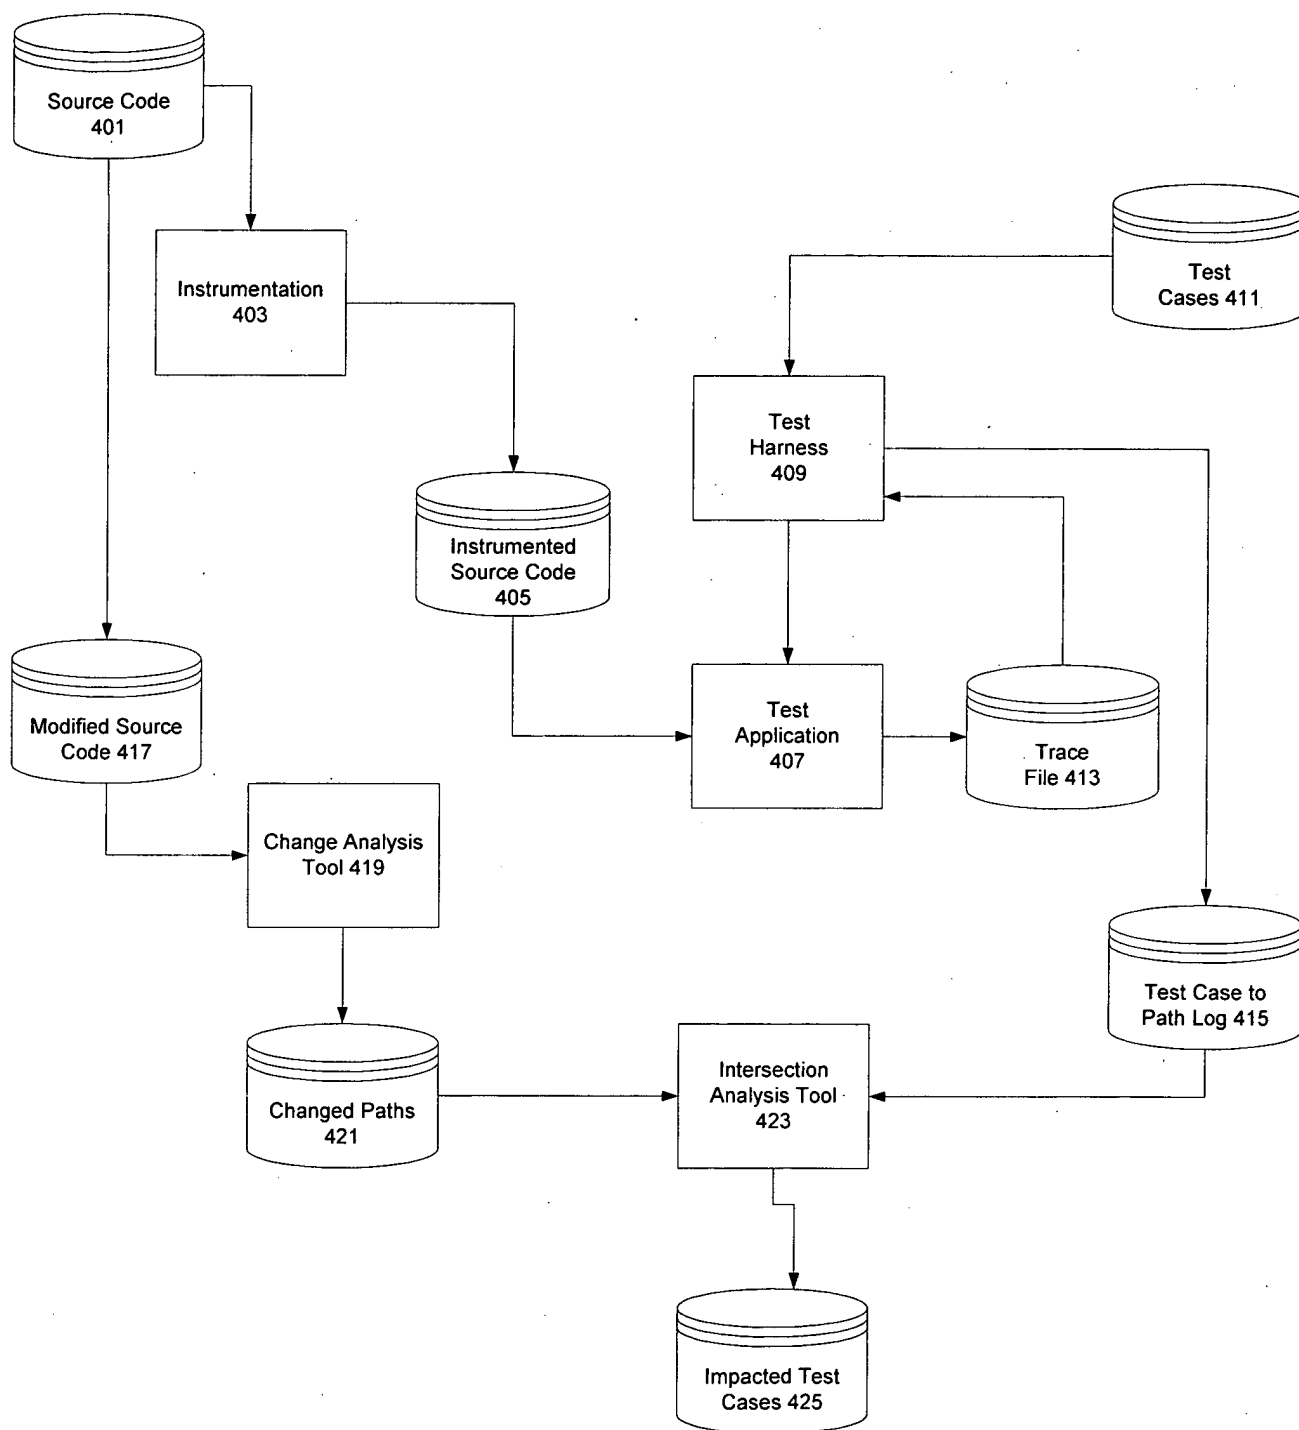 Source Code
401
Instrumentation
403
Test
Cases 411
Test
Harness
409
Instrumented
Source Code
405
Modified Source
Code 417
Test
Application
407
Trace
File 413
Change Analysis
Tool 419
Test Case to
Path Log 415
Changed Paths
421
Intersection
Analysis Tool
423
Impacted Test
Cases 425